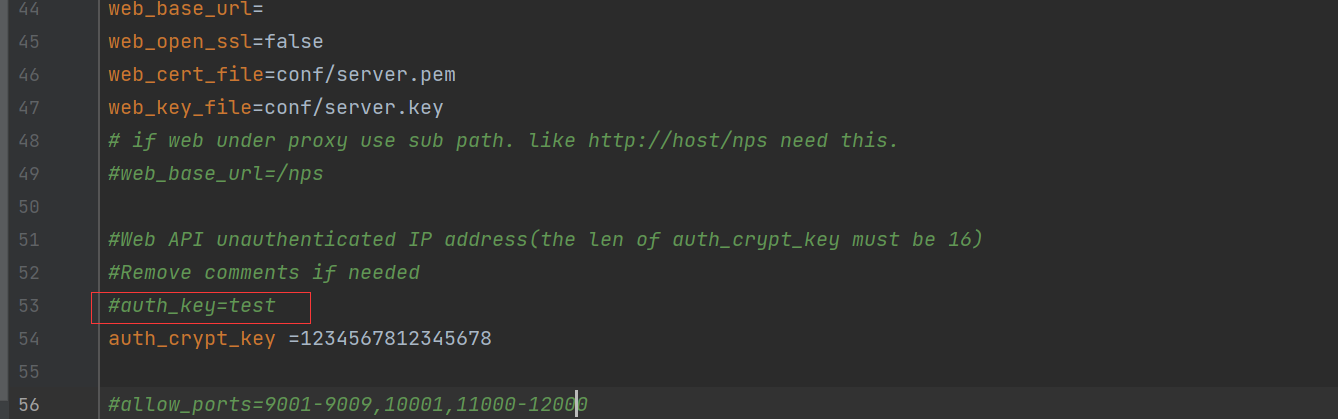 44 web_base_url=
45 web_open_ssl=false
46 web_cert_file=conf/server.pem
47 web_key_file=conf/server.key
48 # if web under proxy use sub path. like http://host/nps need this.
49 #web_base_url=/nps
50
51 #Web API unauthenticated IP address(the len of auth_crypt_key must be 16)
52 #Remove comments if needed
53 #auth_key=test
54 auth_crypt_key =1234567812345678
55
56 #allow_ports=9001-9009,10001,11000-12000